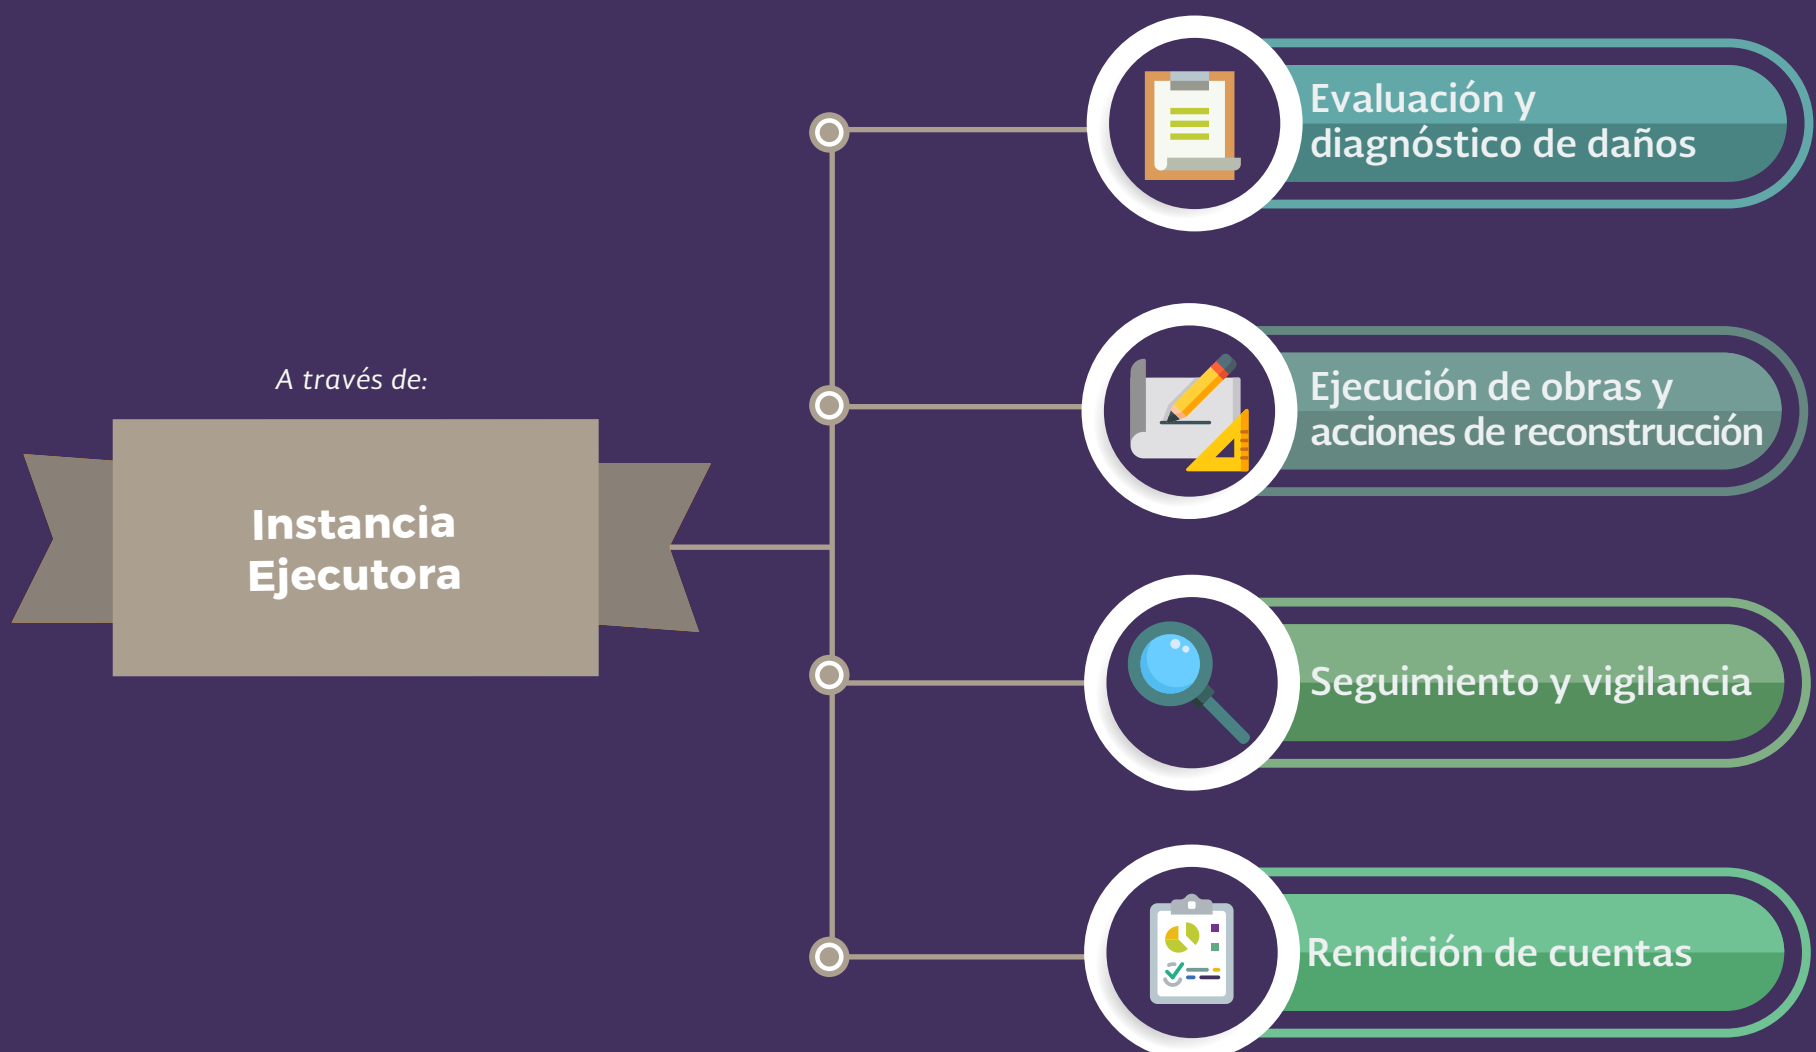 A través de:
Instancia
Ejecutora
Evaluación y
diagnóstico de daños
Ejecución de obras y
acciones de reconstrucción
Seguimiento y vigilancia
Rendición de cuentas